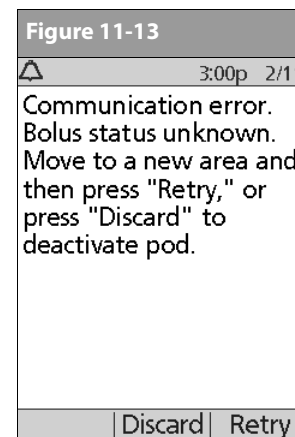 Figure 11-13
3:00p 2/1
Communication error.
Bolus status unknown.
Move to a new area and
then press "Retry," or
press "Discard" to
deactivate pod.
Discard Retry